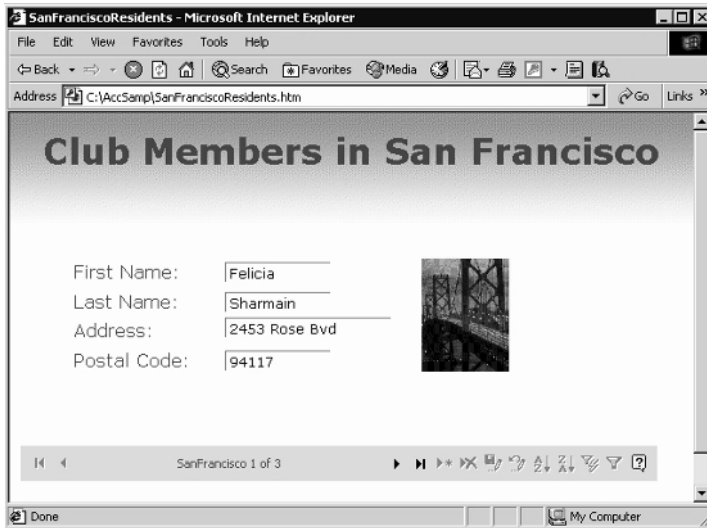 SanFranciscoResidents - Microsoft Internet Explorer
File Edit View Favorites Tools Help
Back Search Favorites Media
Address C:\AccSamp\SanFranciscoResidents.htm Go Links »
Club Members in San Francisco
First Name: Felicia
Last Name: Sharmain
Address: 2453 Rose Bvd
Postal Code: 94117
SanFrancisco 1 of 3
Done My Computer